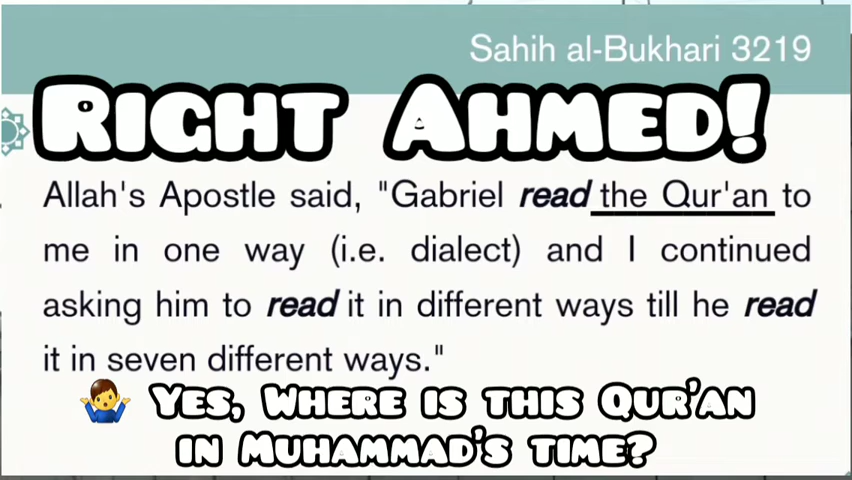 Sahih al-Bukhari 3219
RIGHT AHMED!
Allah's Apostle said, "Gabriel read the Qur'an to
me in one way (i.e. dialect) and I continued
asking him to read it in different ways till he read
it in seven different ways."
🤷‍♂️ YES, WHERE IS THIS QUR'AN
IN MUHAMMAD'S TIME?